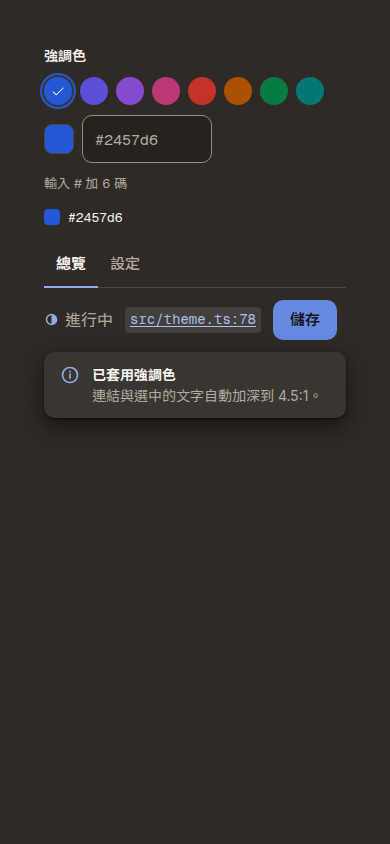 強調色
#2457d6
輸入 # 加 6 碼
#2457d6
總覽 設定
進行中 src/theme.ts:78 儲存
已套用強調色
連結與選中的文字自動加深到 4.5:1。